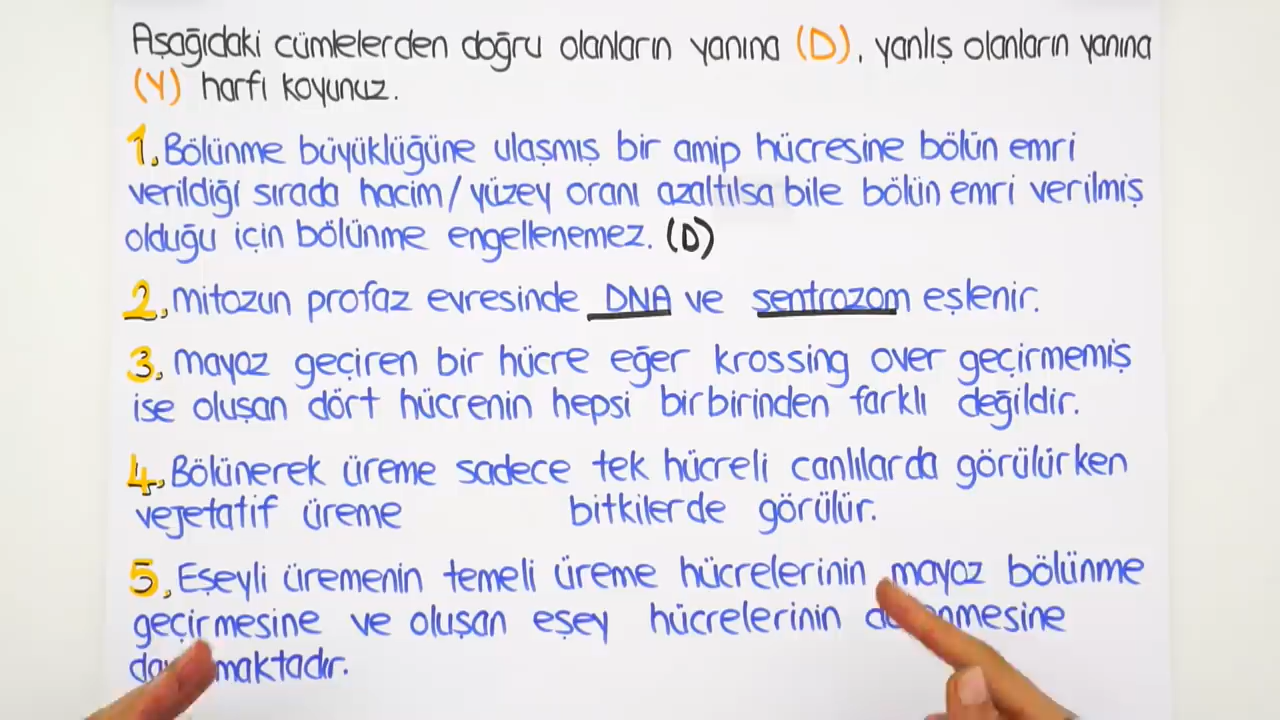 Aşağıdaki cümlelerden doğru olanların yanına (D), yanlış olanların yanına
(Y) harfi koyunuz.
1. Bölünme büyüklüğüne ulaşmış bir amip hücresine bölün emri
verildiği sırada hacim/yüzey oranı azaltılsa bile bölün emri verilmiş
olduğu için bölünme engellenemez. (D)
2. mitozun profaz evresinde DNA ve sentrozom eşlenir.
3. mayoz geçiren bir hücre eğer krossing over geçirmemiş
ise oluşan dört hücrenin hepsi birbirinden farklı değildir.
4. Bölünerek üreme sadece tek hücreli canlılarda görülürken
vejetatif üreme bitkilerde görülür.
5. Eşeyli üremenin temeli üreme hücrelerinin mayoz bölünme
geçirmesine ve oluşan eşey hücrelerinin